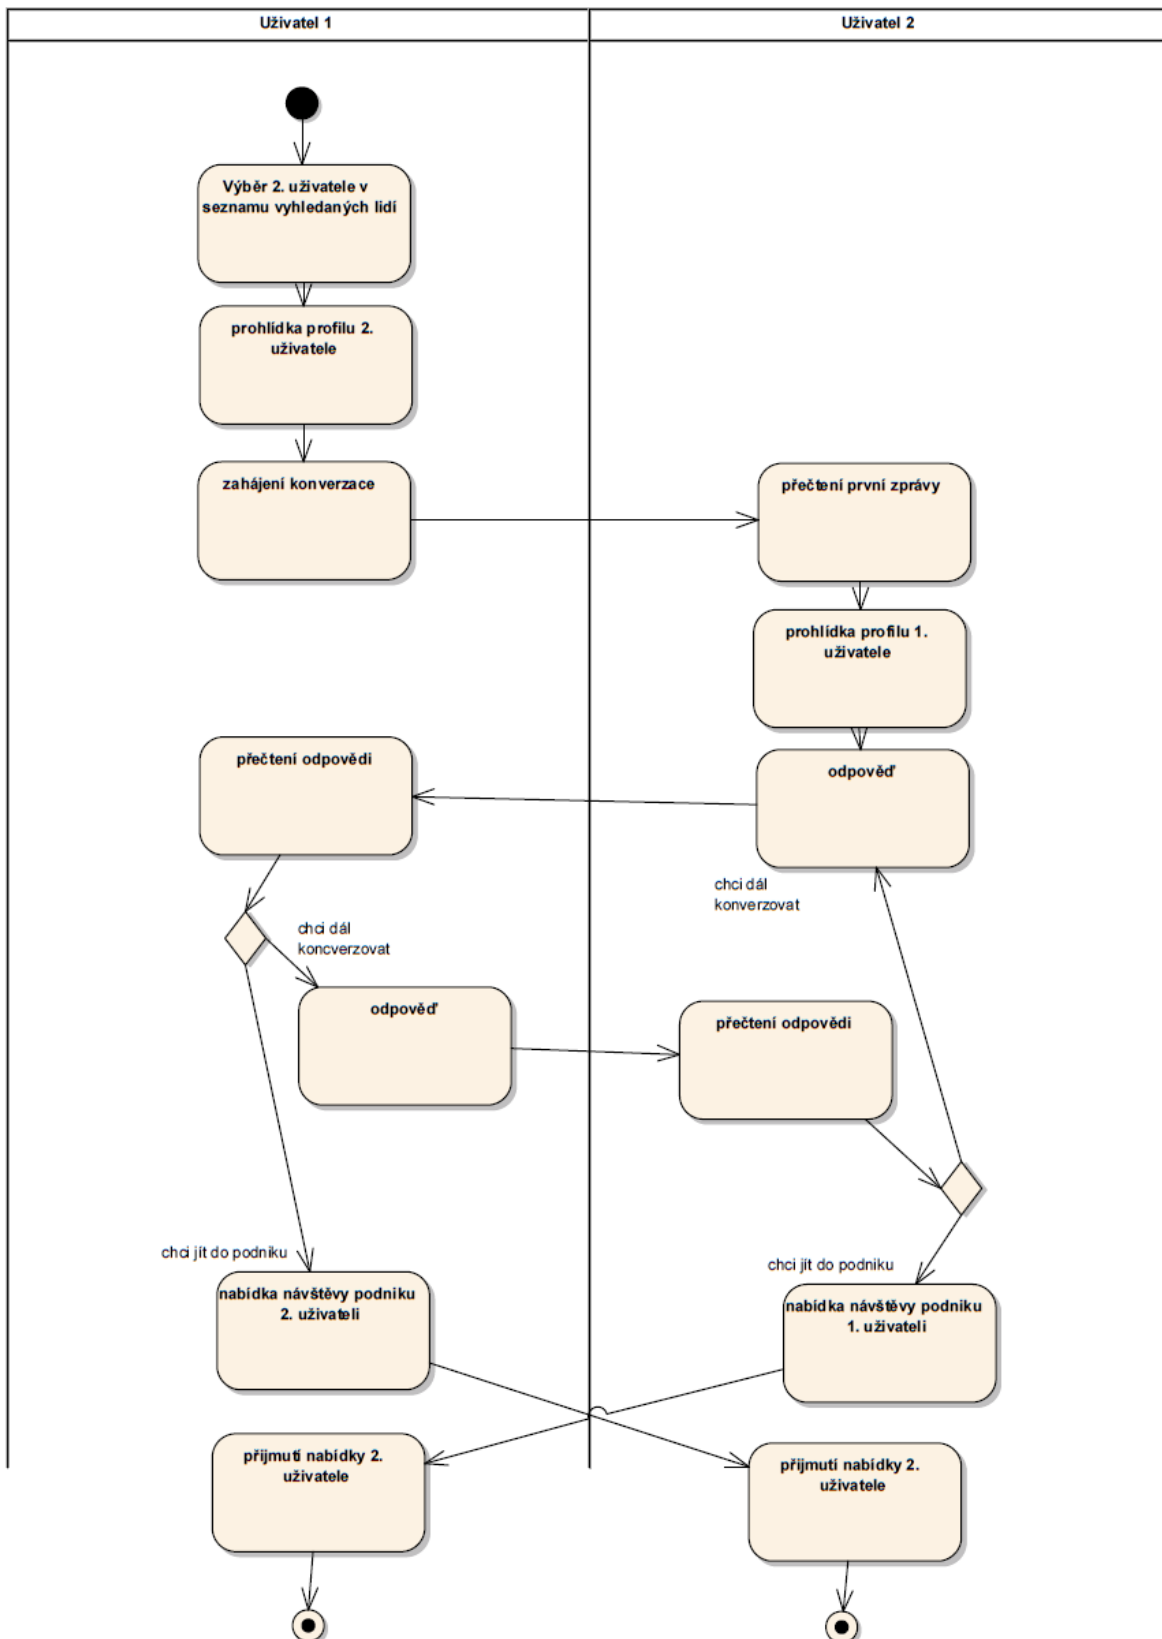 Uživatel 1
Uživatel 2
Výběr 2. uživatele v
seznamu vyhledaných lidí
prohlídka profilu 2.
uživatele
zahájení konverzace
přečtení první zprávy
prohlídka profilu 1.
uživatele
přečtení odpovědi
odpověď
chci dál
konverzovat
chci dál
koncverzovat
odpověď
přečtení odpovědi
chci jít do podniku
chci jít do podniku
nabídka návštěvy podniku
2. uživateli
nabídka návštěvy podniku
1. uživateli
přijmutí nabídky 2.
uživatele
přijmutí nabídky 2.
uživatele